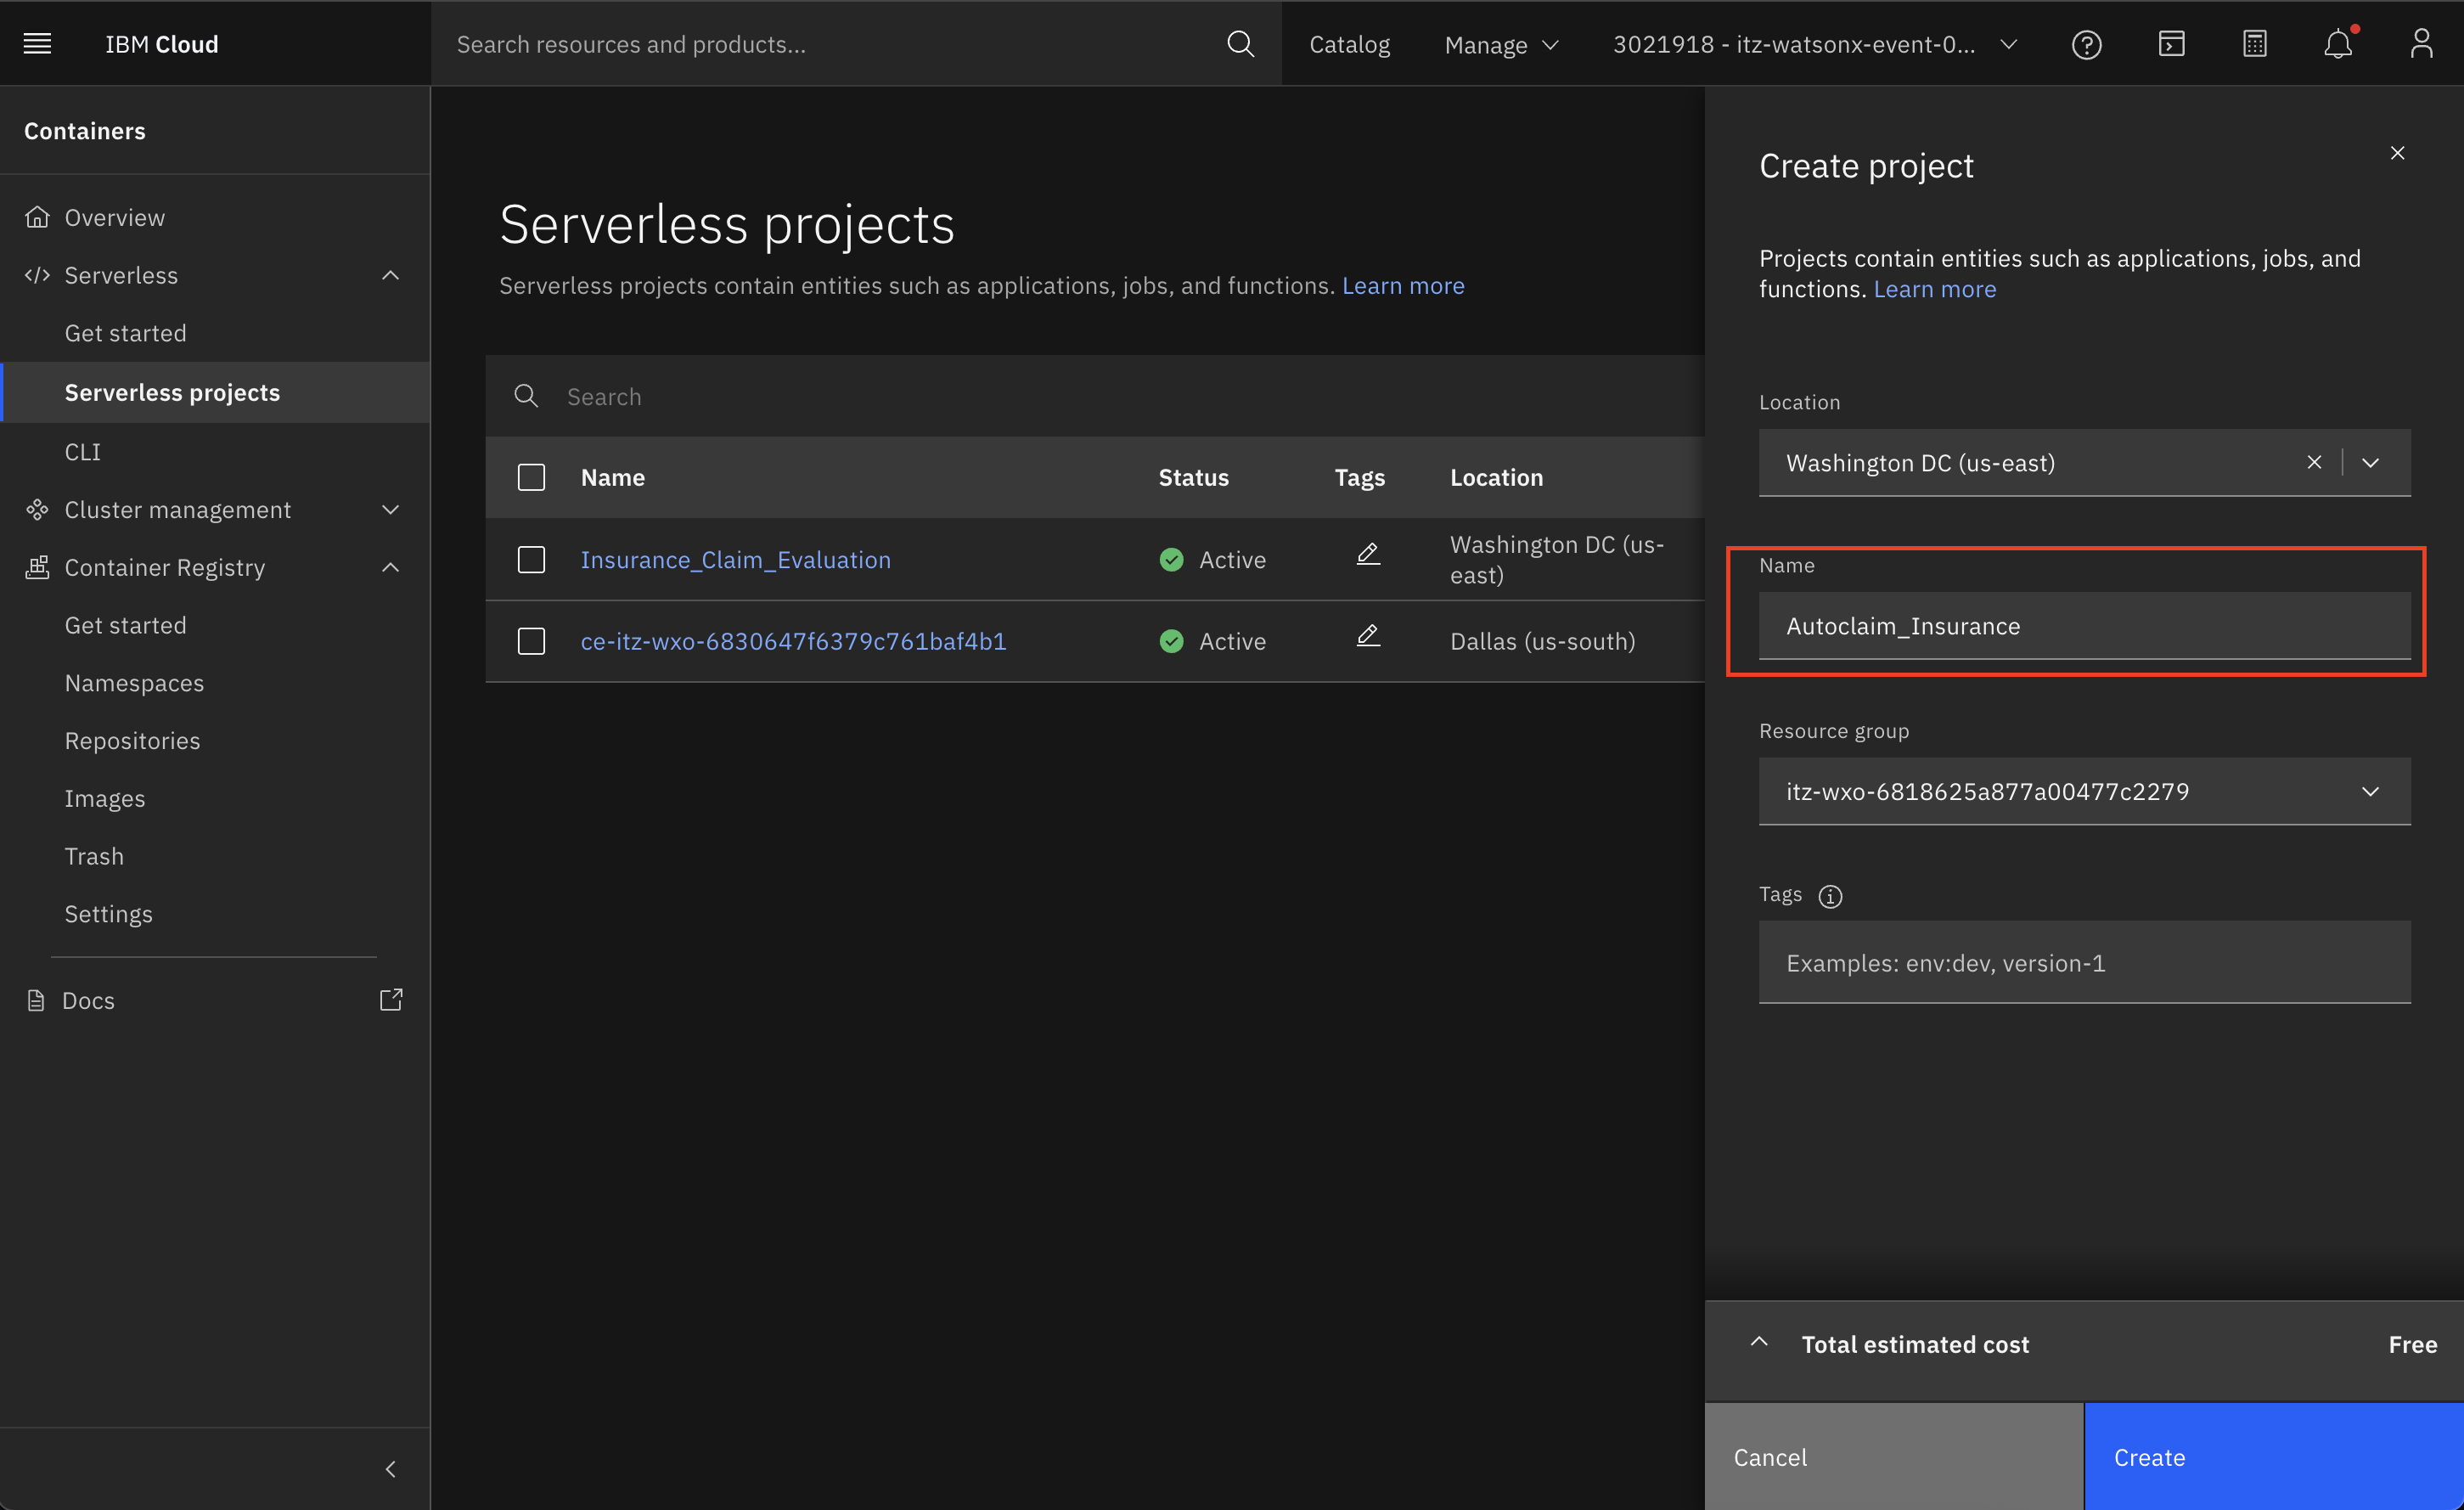 IBM Cloud
Search resources and products...
Catalog
Manage
3021918 - itz-watsonx-event-0...
Containers
Overview
Serverless
Get started
Serverless projects
CLI
Cluster management
Container Registry
Get started
Namespaces
Repositories
Images
Trash
Settings
Docs
Serverless projects
Serverless projects contain entities such as applications, jobs, and functions. Learn more
Search
Name Status Tags Location
Insurance_Claim_Evaluation Active Washington DC (us-
east)
ce-itz-wxo-6830647f6379c761baf4b1 Active Dallas (us-south)
Create project
Projects contain entities such as applications, jobs, and
functions. Learn more
Location
Washington DC (us-east)
Name
Autoclaim_Insurance
Resource group
itz-wxo-6818625a877a00477c2279
Tags
Examples: env:dev, version-1
Total estimated cost Free
Cancel
Create